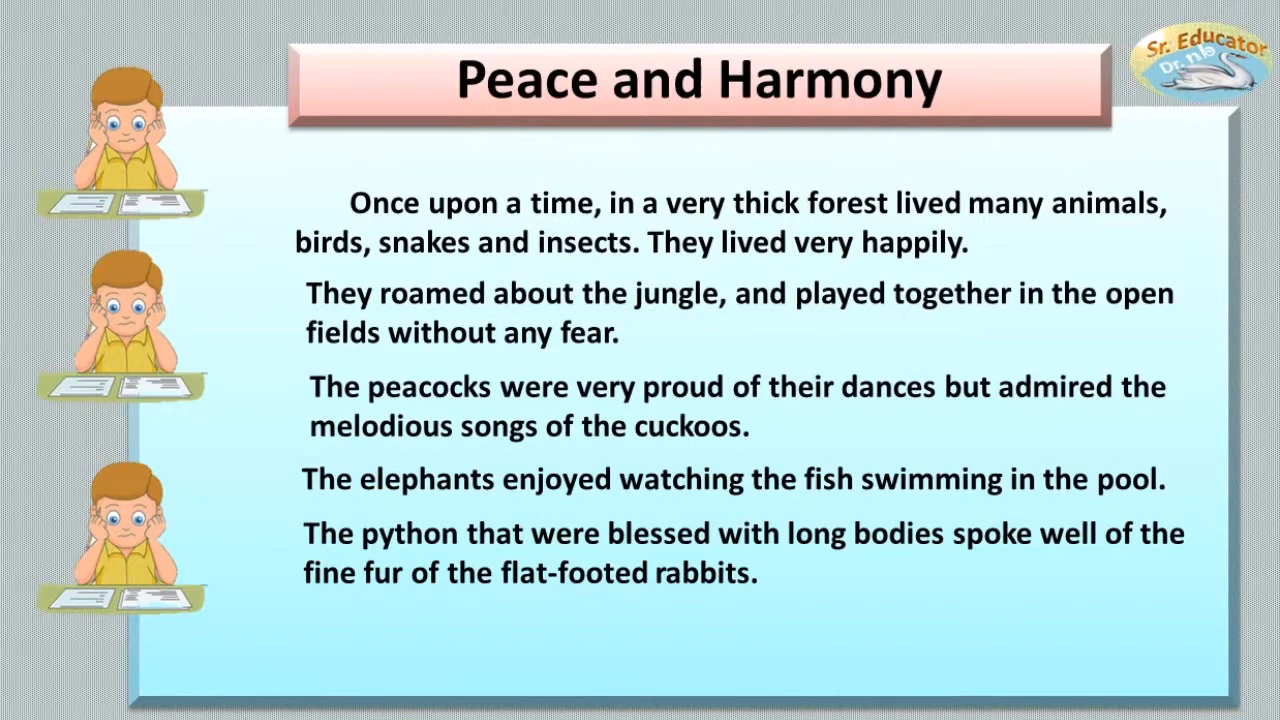 Sr. Educator
Dr. nb
Peace and Harmony
Once upon a time, in a very thick forest lived many animals,
birds, snakes and insects. They lived very happily.
They roamed about the jungle, and played together in the open
fields without any fear.
The peacocks were very proud of their dances but admired the
melodious songs of the cuckoos.
The elephants enjoyed watching the fish swimming in the pool.
The python that were blessed with long bodies spoke well of the
fine fur of the flat-footed rabbits.